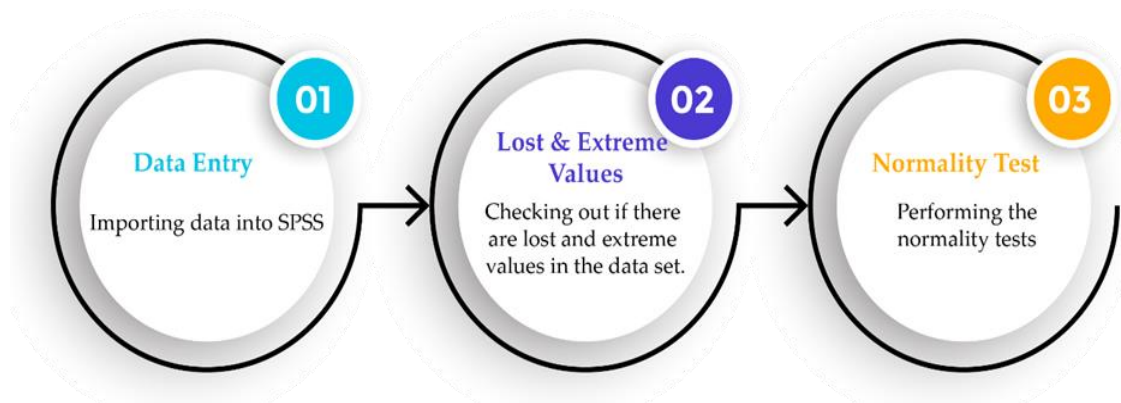 01
Data Entry
Importing data into SPSS
02
Lost & Extreme
Values
Checking out if there
are lost and extreme
values in the data set.
03
Normality Test
Performing the
normality tests